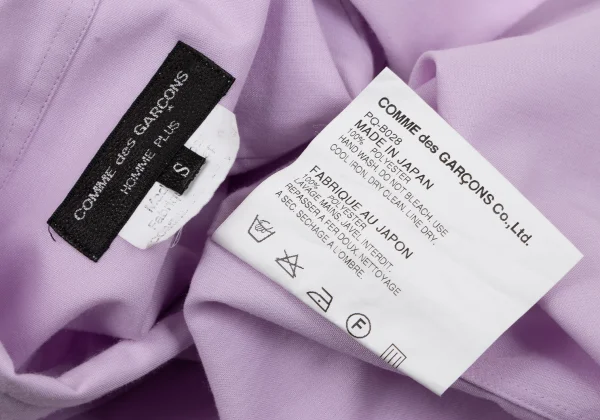 COMME des GARÇONS
HOMME PLUS
S
COMME des GARÇONS Co.,Ltd.
PQ-B028
MADE IN JAPAN
100% POLYESTER
HAND WASH, DO NOT BLEACH, USE
COOL IRON, DRY CLEAN, LINE DRY.
FABRIQUE AU JAPON
100% POLYESTER
LAVAGE MAINS, JAVEL INTERDIT,
REPASSER A FER DOUX, NETTOYAGE
A SEC, SECHAGE A L'OMBRE.
F